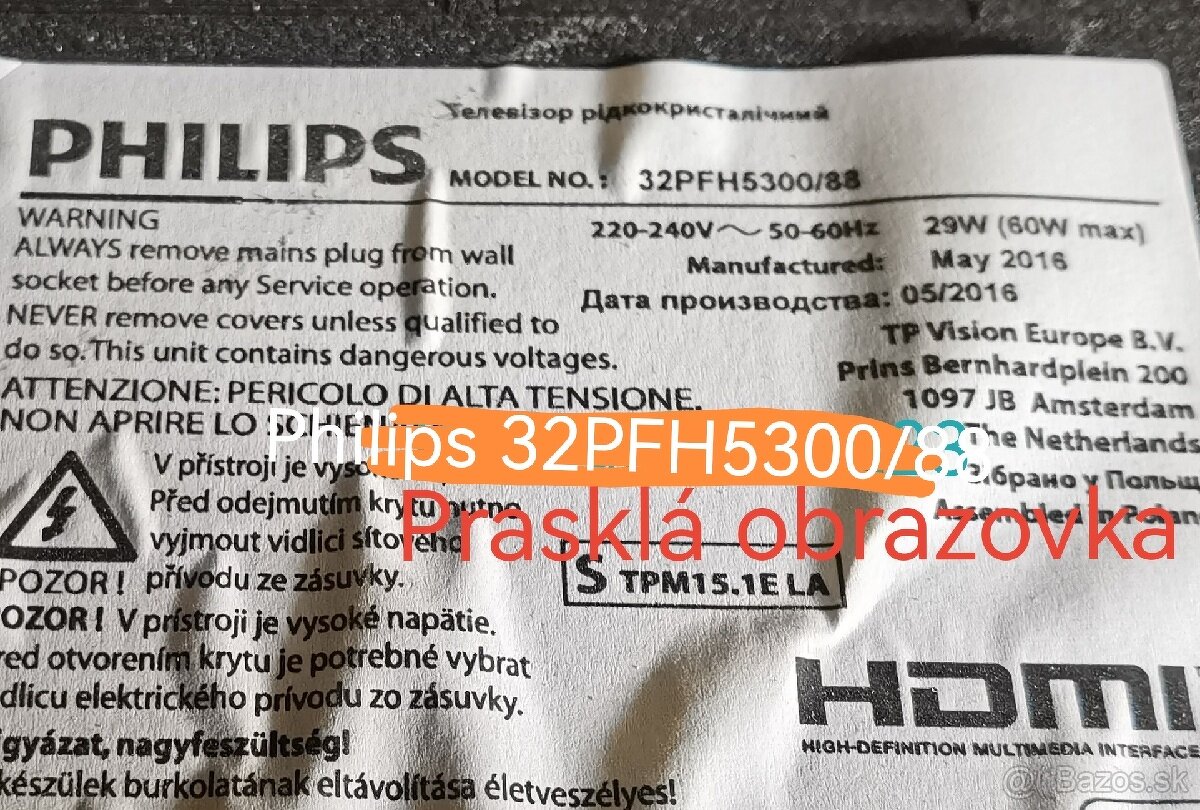 Телевізор рідкокристалічний
PHILIPS
MODEL NO.: 32PFH5300/88
WARNING
ALWAYS remove mains plug from wall
socket before any Service operation.
NEVER remove covers unless qualified to
do so. This unit contains dangerous voltages.
ATTENZIONE: PERICOLO DI ALTA TENSIONE.
NON APRIRE LO
220-240V~ 50-60Hz 29W (60W max)
Manufactured: May 2016
Дата производства: 05/2016
TP Vision Europe B.V.
Prins Bernhardplein 200
1097 JB Amsterdam
The Netherlands
Assembled in
Philips 32PFH5300/88
Prasklá obrazovka
V přístroji je
Před odejmutím krytu nutno
vyjmout vidlici síťového
POZOR! přívodu ze zásuvky.
S TPM15.1E LA
OZOR! V prístroji je vysoké napätie.
red otvorením krytu je potrebné vybrat
dlicu elektrického prívodu zo zásuvky.
gyázat, nagyfeszültség!
készülek burkolatának eltávolítása életveszélyes!
HDMI
HIGH-DEFINITION MULTIMEDIA INTERFACE
Bazos.sk